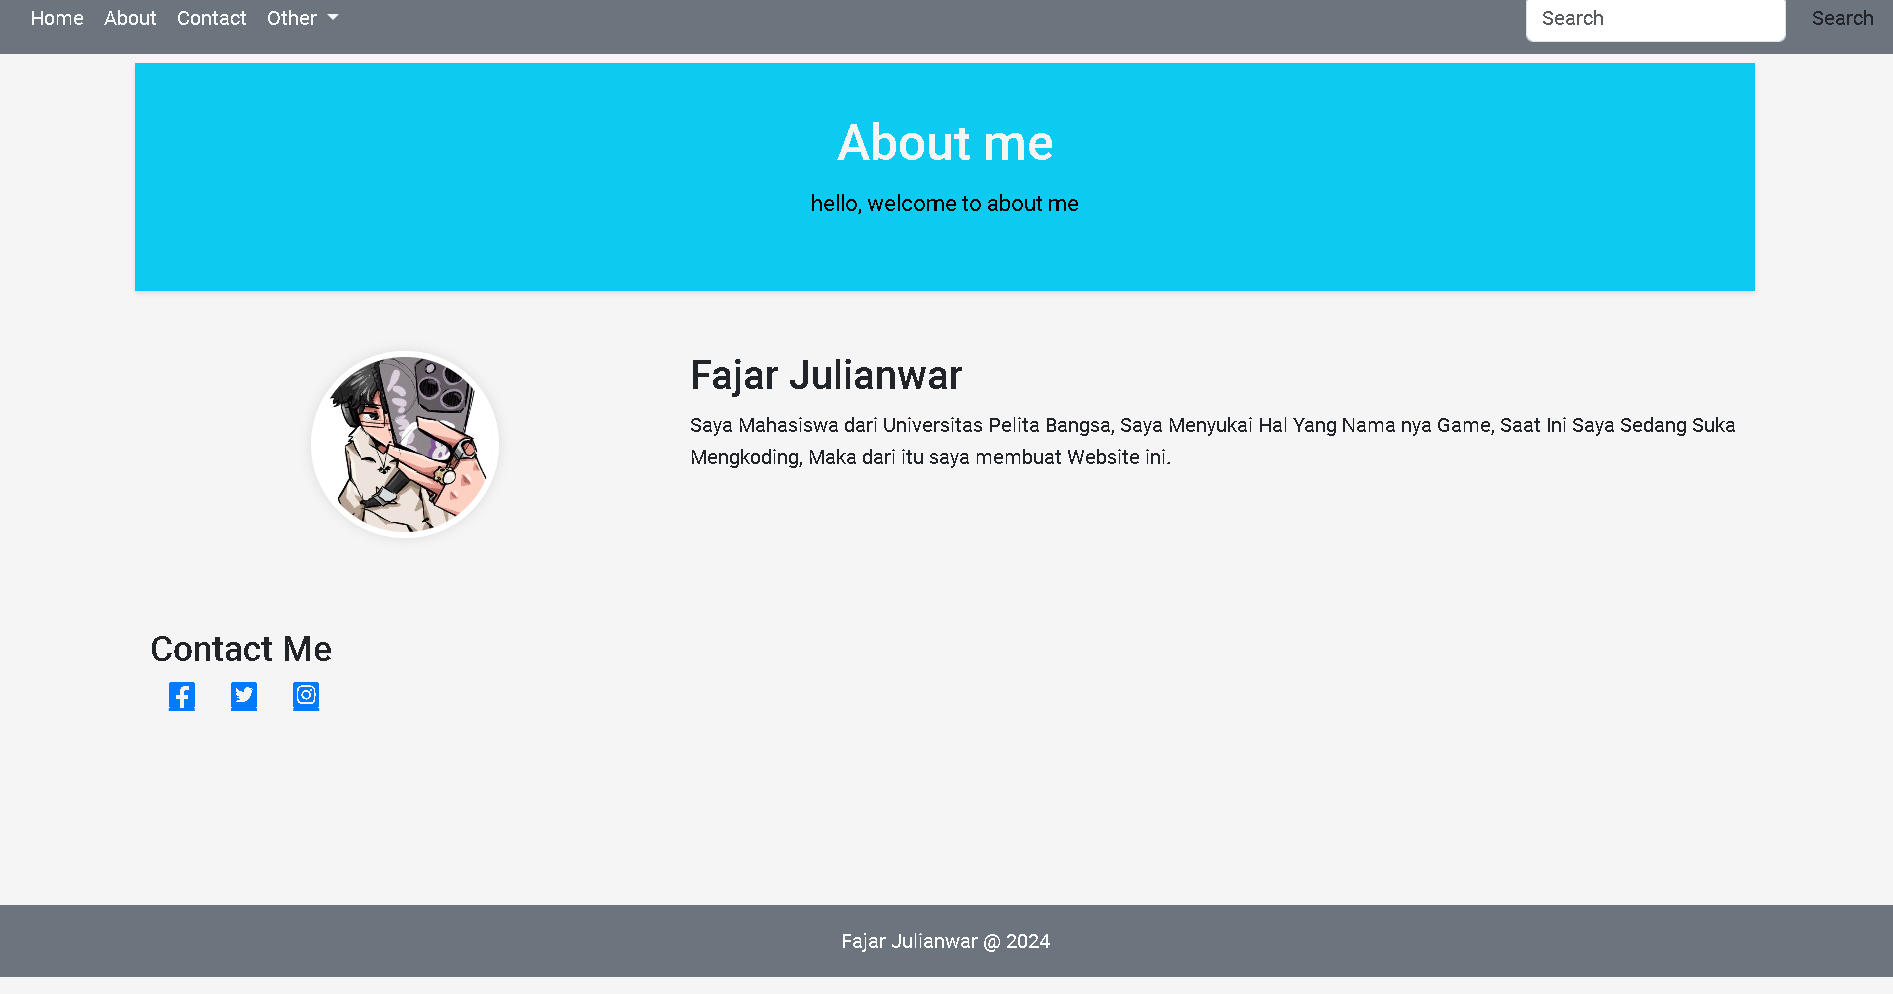 Home About Contact Other Search Search
About me
hello, welcome to about me
Fajar Julianwar
Saya Mahasiswa dari Universitas Pelita Bangsa, Saya Menyukai Hal Yang Nama nya Game, Saat Ini Saya Sedang Suka
Mengkoding, Maka dari itu saya membuat Website ini.
Contact Me
Fajar Julianwar @ 2024